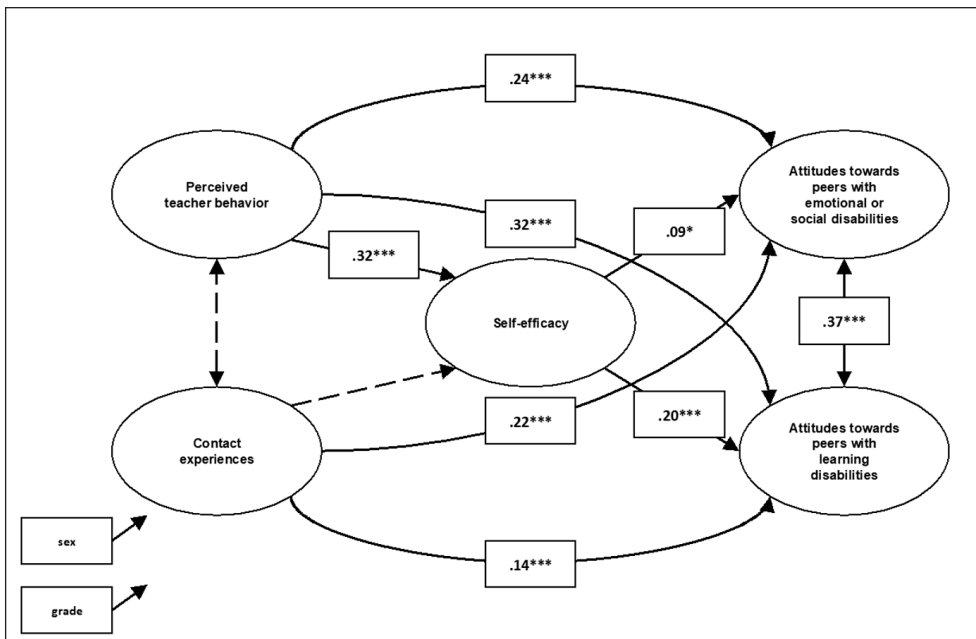 .24***
Perceived
teacher behavior
Attitudes towards
peers with
emotional or
social disabilities
.32***
.09*
.32***
Self-efficacy
.37***
.22***
.20***
Contact
experiences
Attitudes towards
peers with
learning
disabilities
sex
.14***
grade